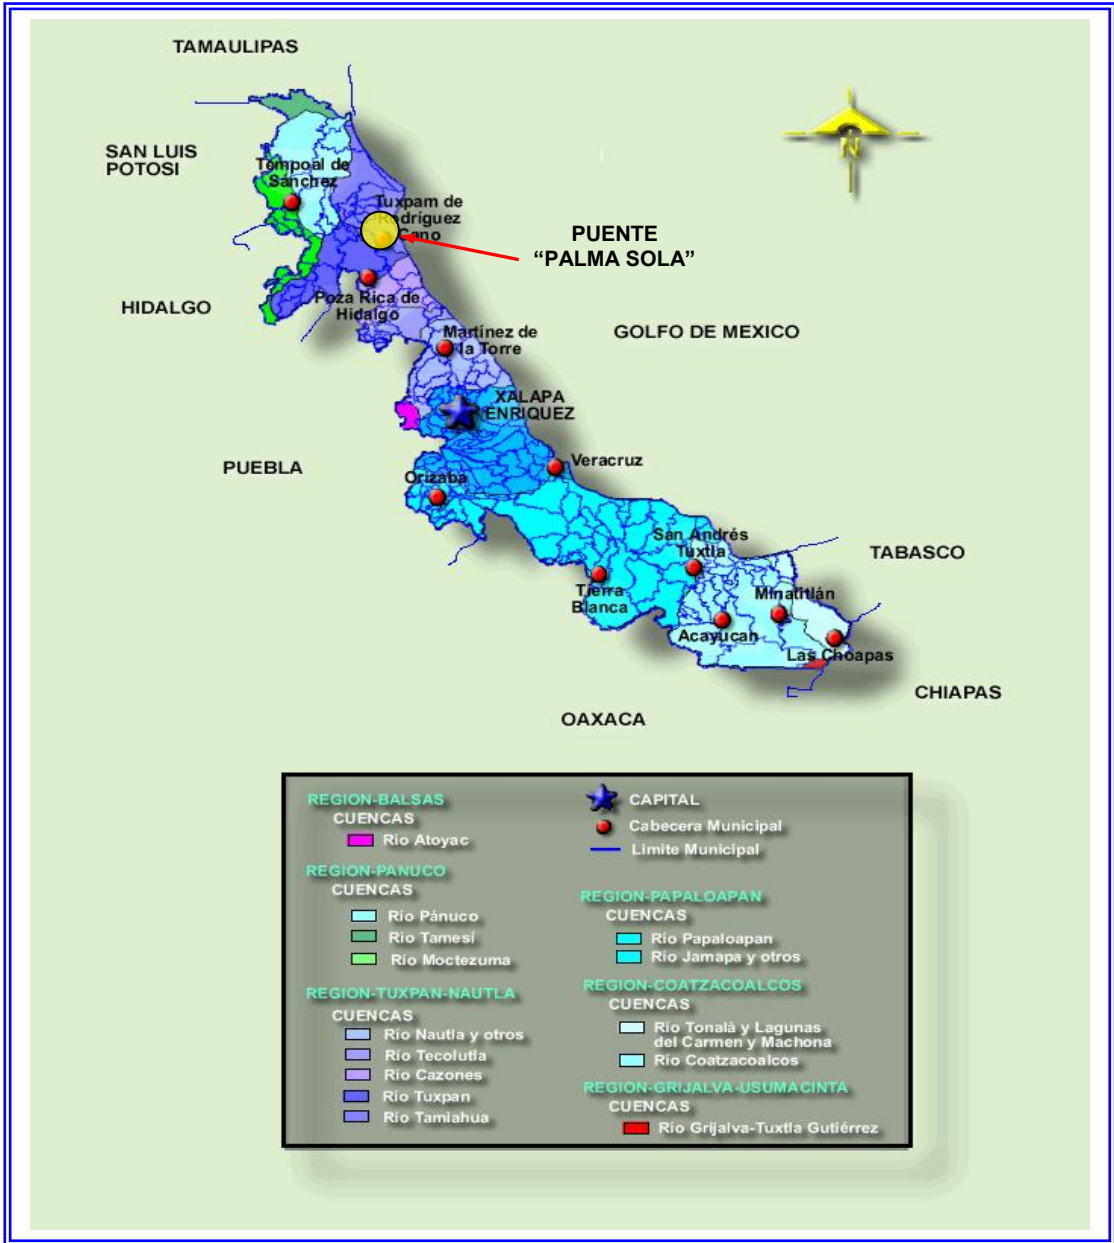 TAMAULIPAS
SAN LUIS
POTOSI
Tempoal de
Sánchez
Tuxpam de
Rodríguez
Cano
N
PUENTE
“PALMA SOLA”
HIDALGO
Poza Rica de
Hidalgo
GOLFO DE MEXICO
Martínez de
la Torre
XALAPA
ENRIQUEZ
PUEBLA
Veracruz
Orizaba
San Andrés
Tuxtla
TABASCO
Tierra
Blanca
Minatitlán
Acayucan
Las Choapas
CHIAPAS
OAXACA
REGION-BALSAS
CUENCAS
Río Atoyac
REGION-PANUCO
CUENCAS
Río Pánuco
Río Tamesí
Río Moctezuma
REGION-TUXPAN-NAUTLA
CUENCAS
Río Nautla y otros
Río Tecolutla
Río Cazones
Río Tuxpan
Río Tamiahua
CAPITAL
Cabecera Municipal
Limite Municipal
REGION-PAPALOAPAN
CUENCAS
Río Papaloapan
Río Jamapa y otros
REGION-COATZACOALCOS
CUENCAS
Río Tonalá y Lagunas
del Carmen y Machona
Río Coatzacoalcos
REGION-GRIJALVA-USUMACINTA
CUENCAS
Río Grijalva-Tuxtla Gutiérrez